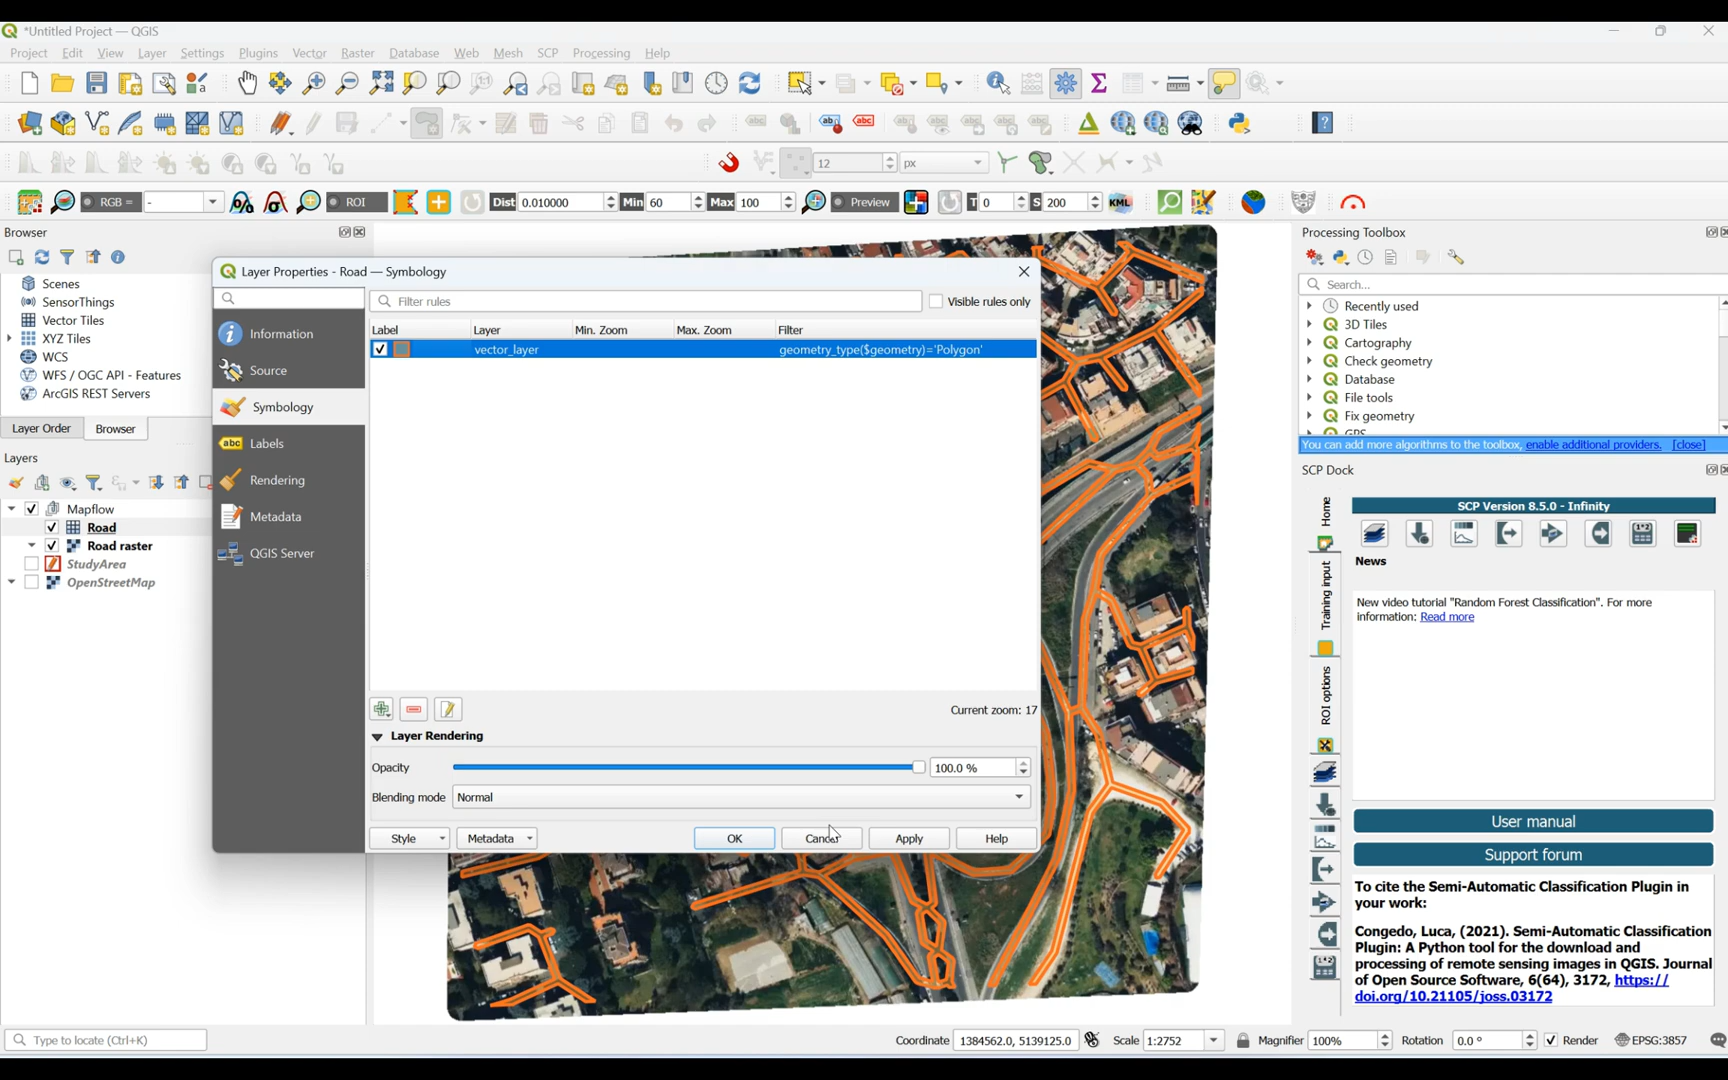 *Untitled Project — QGIS
Project Edit View Layer Settings Plugins Vector Raster Database Web Mesh SCP Processing Help
12 px
RGB = - ROI Dist 0.010000 Min 60 Max 100 Preview T 0 S 200 KML
Browser
Scenes
SensorThings
Vector Tiles
XYZ Tiles
WCS
WFS / OGC API - Features
ArcGIS REST Servers
Layer Order Browser
Layers
Mapflow
Road
Road raster
StudyArea
OpenStreetMap
Layer Properties - Road — Symbology
Information
Source
Symbology
Labels
Rendering
Metadata
QGIS Server
Filter rules
Visible rules only
Label Layer Min. Zoom Max. Zoom Filter
vector_layer geometry_type($geometry)='Polygon'
Current zoom: 17
Layer Rendering
Opacity 100.0 %
Blending mode Normal
Style Metadata OK Cancel Apply Help
Processing Toolbox
Search...
Recently used
3D Tiles
Cartography
Check geometry
Database
File tools
Fix geometry
GPS
You can add more algorithms to the toolbox, enable additional providers. [close]
SCP Dock
Home
Training input
ROI options
SCP Version 8.5.0 - Infinity
News
New video tutorial "Random Forest Classification". For more
information: Read more
User manual
Support forum
To cite the Semi-Automatic Classification Plugin in
your work:
Congedo, Luca, (2021). Semi-Automatic Classification
Plugin: A Python tool for the download and
processing of remote sensing images in QGIS. Journal
of Open Source Software, 6(64), 3172, https://
doi.org/10.21105/joss.03172
Type to locate (Ctrl+K)
Coordinate 1384562.0, 5139125.0 Scale 1:2752 Magnifier 100% Rotation 0.0 ° Render EPSG:3857